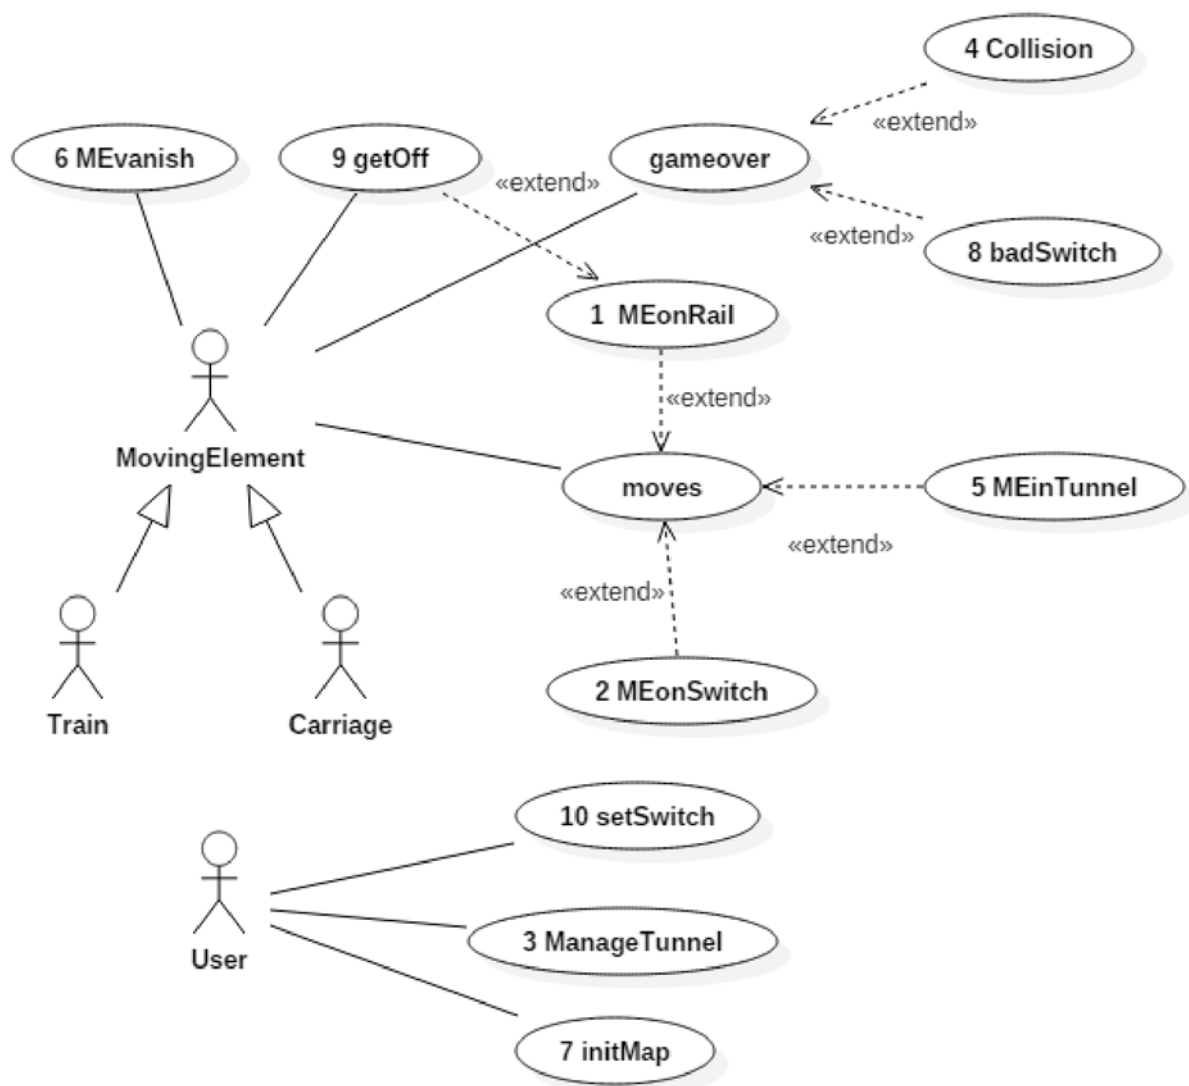 4 Collision
«extend»
6 MEvanish
9 getOff
gameover
«extend»
«extend»
8 badSwitch
1  MEonRail
«extend»
MovingElement
moves
5 MEinTunnel
«extend»
«extend»
2 MEonSwitch
Train
Carriage
10 setSwitch
3 ManageTunnel
User
7 initMap